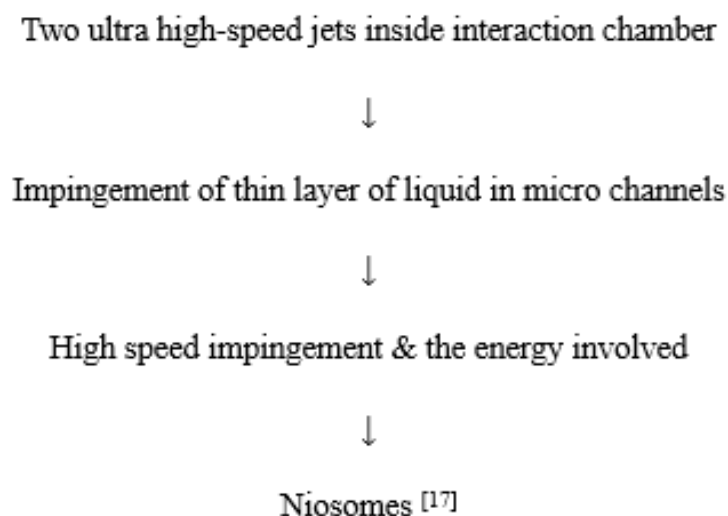 Two ultra high-speed jets inside interaction chamber
↓
Impingement of thin layer of liquid in micro channels
↓
High speed impingement & the energy involved
↓
Niosomes [17]